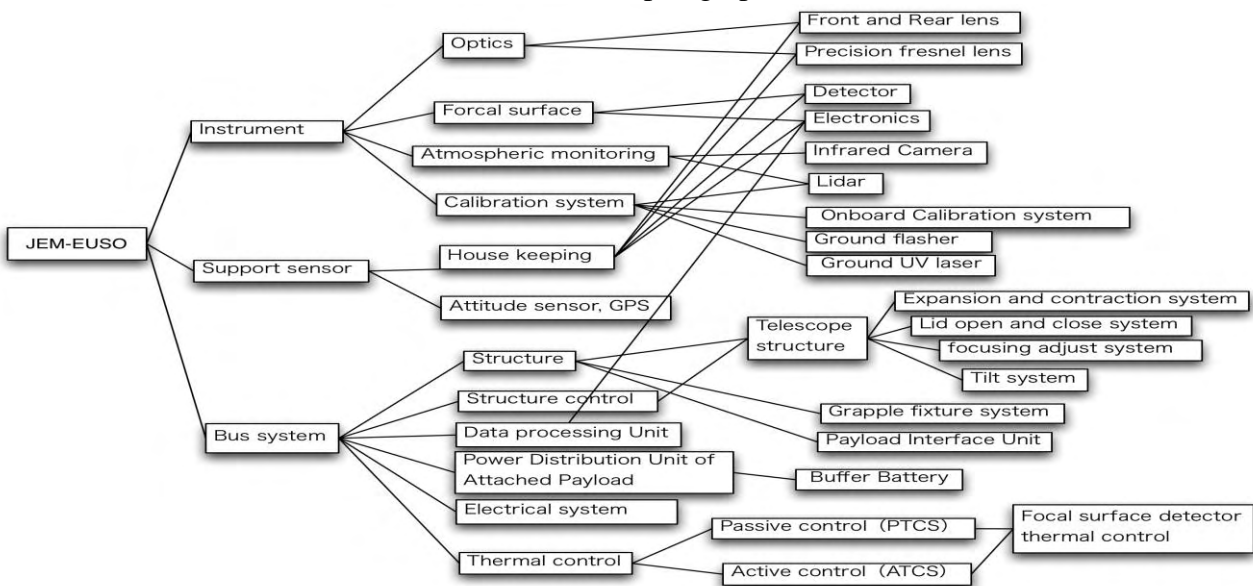 Front and Rear lens
Optics
Precision fresnel lens
Detector
Forcal surface
Electronics
Instrument
Infrared Camera
Atmospheric monitoring
Lidar
Calibration system
Onboard Calibration system
JEM-EUSO
Ground flasher
House keeping
Ground UV laser
Support sensor
Expansion and contraction system
Attitude sensor, GPS
Telescope
structure
Lid open and close system
focusing adjust system
Structure
Tilt system
Structure control
Grapple fixture system
Bus system
Data processing Unit
Payload Interface Unit
Power Distribution Unit of
Attached Payload
Buffer Battery
Electrical system
Passive control (PTCS)
Focal surface detector
thermal control
Thermal control
Active control (ATCS)